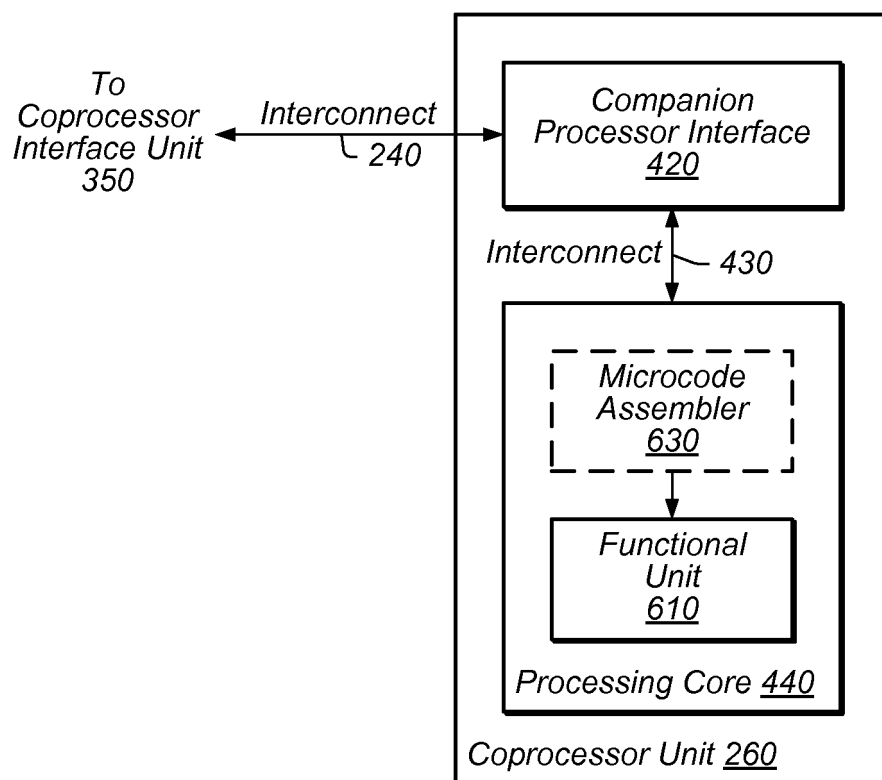 To
Coprocessor
Interface Unit
350
Interconnect
240
Companion
Processor Interface
420
Interconnect
430
Microcode
Assembler
630
Functional
Unit
610
Processing Core 440
Coprocessor Unit 260